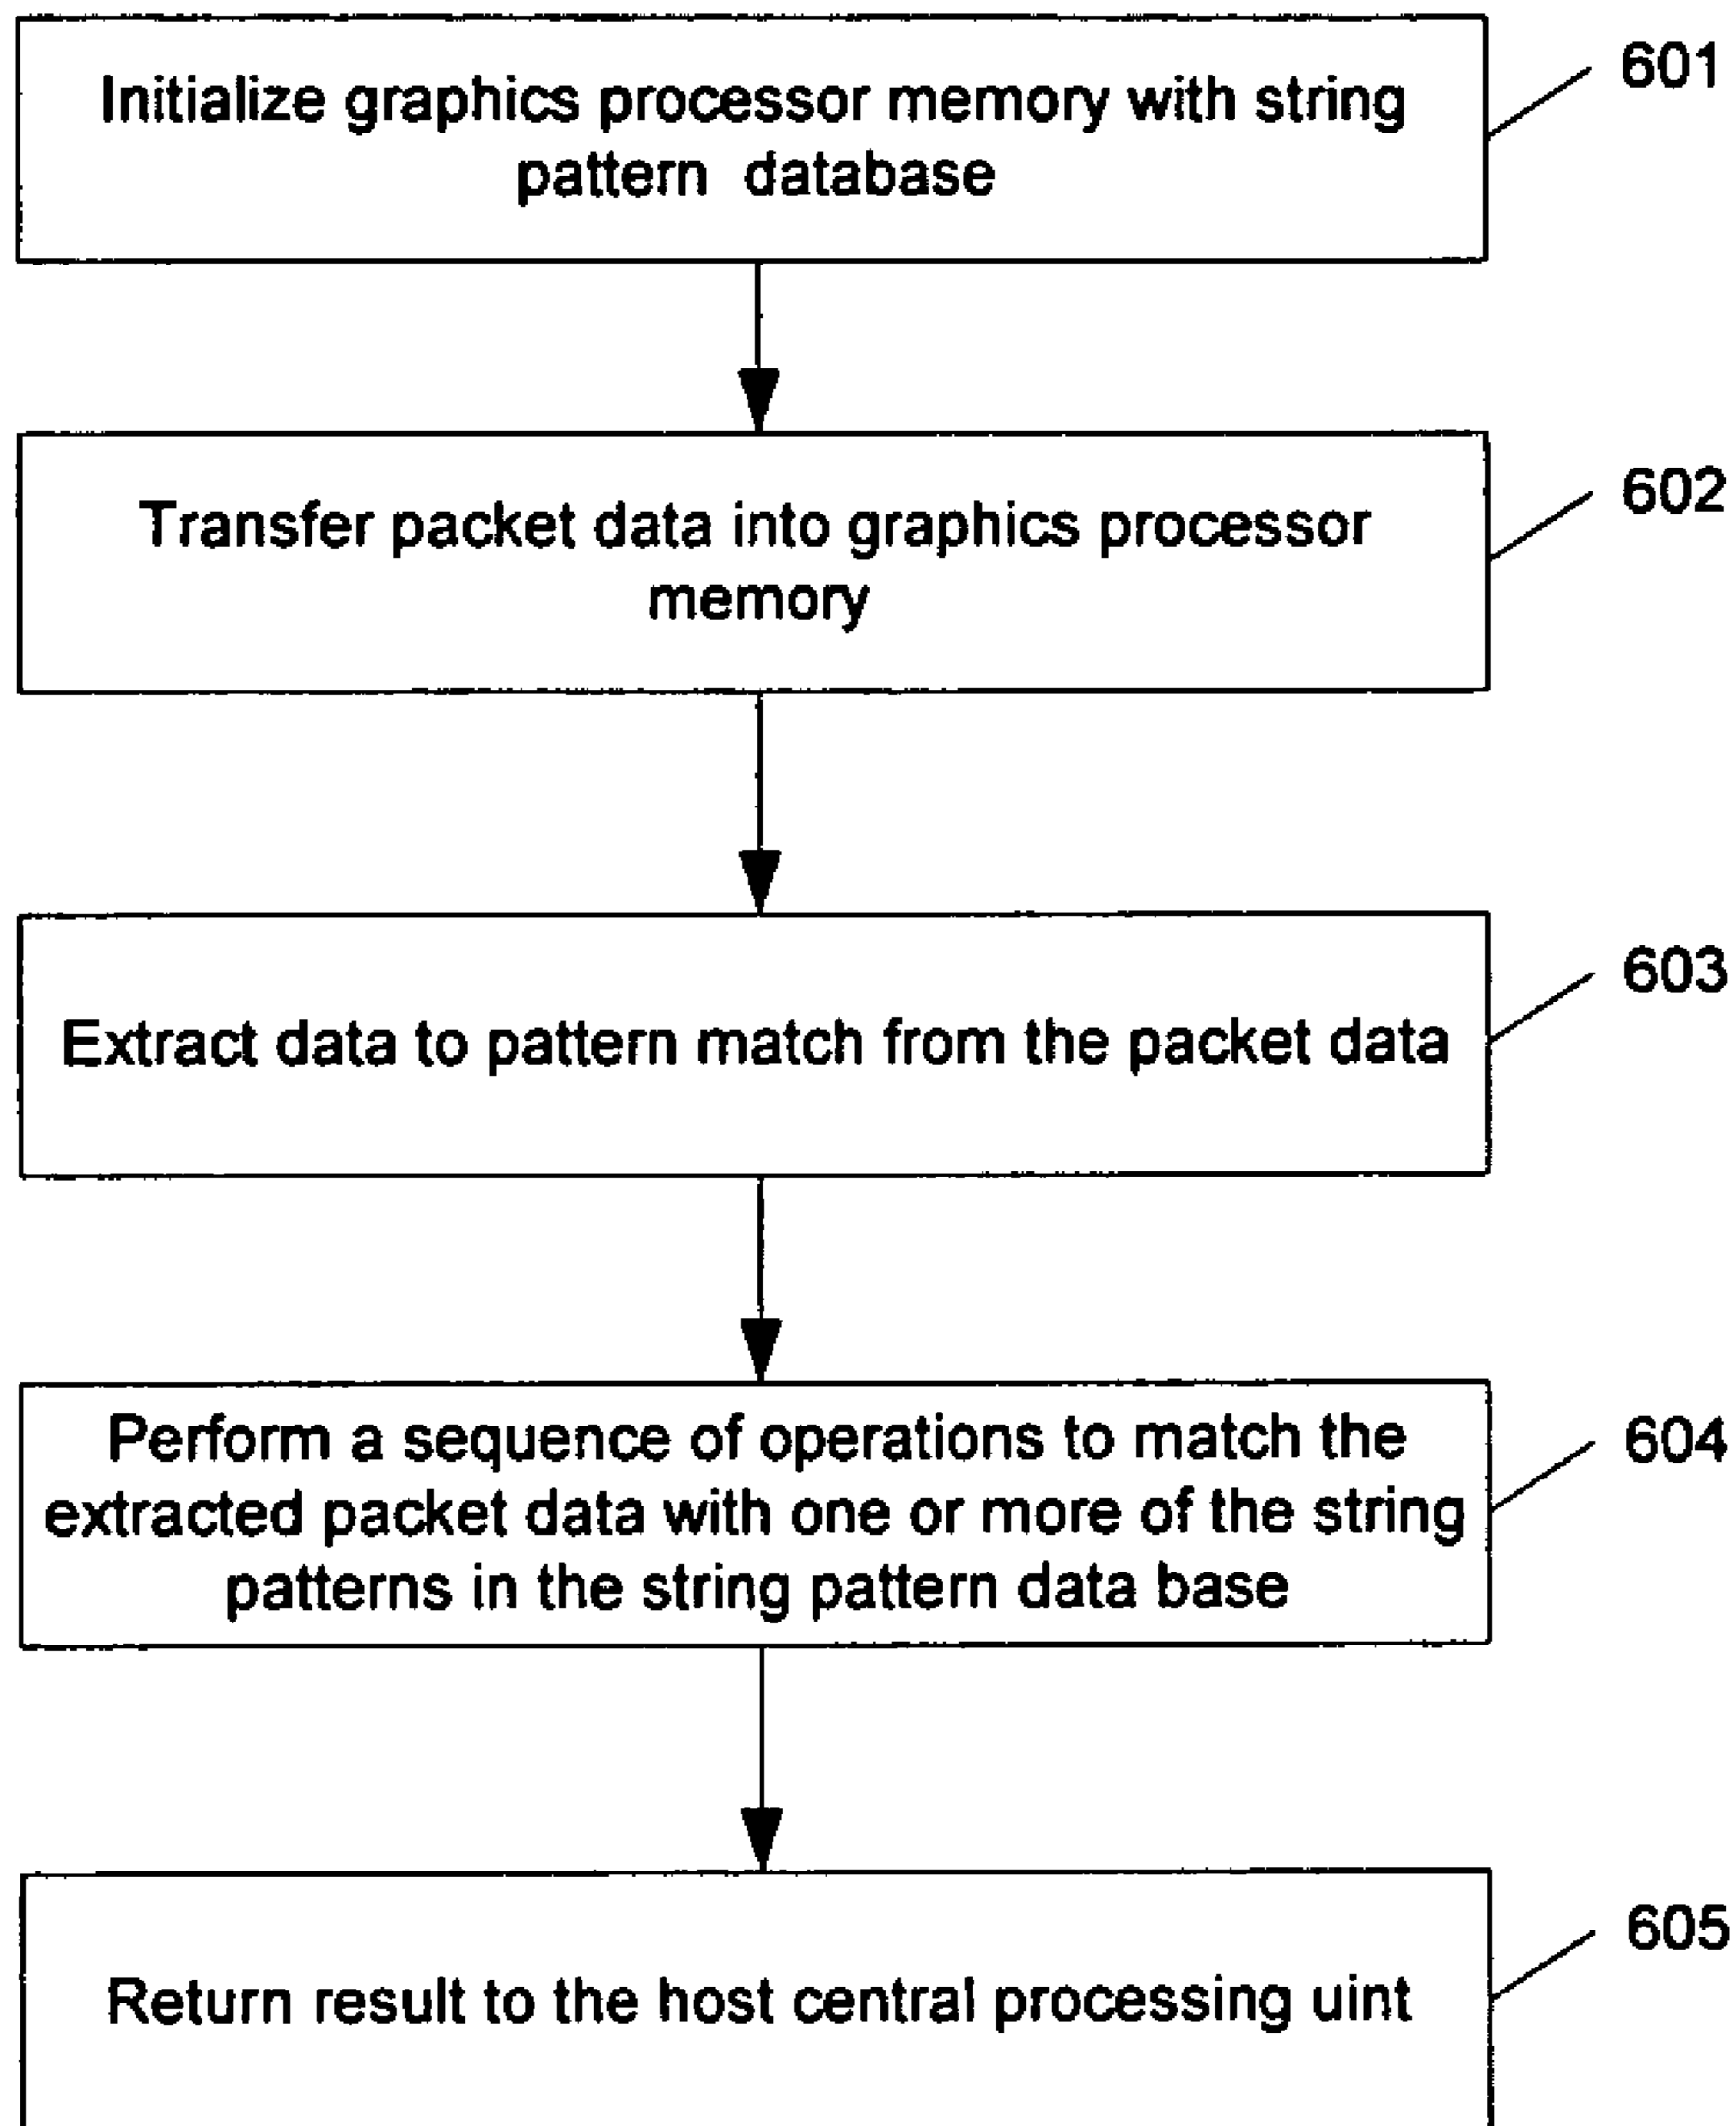 Initialize graphics processor memory with string
pattern database
601
Transfer packet data into graphics processor
memory
602
Extract data to pattern match from the packet data
603
Perform a sequence of operations to match the
extracted packet data with one or more of the string
patterns in the string pattern data base
604
Return result to the host central processing uint
605